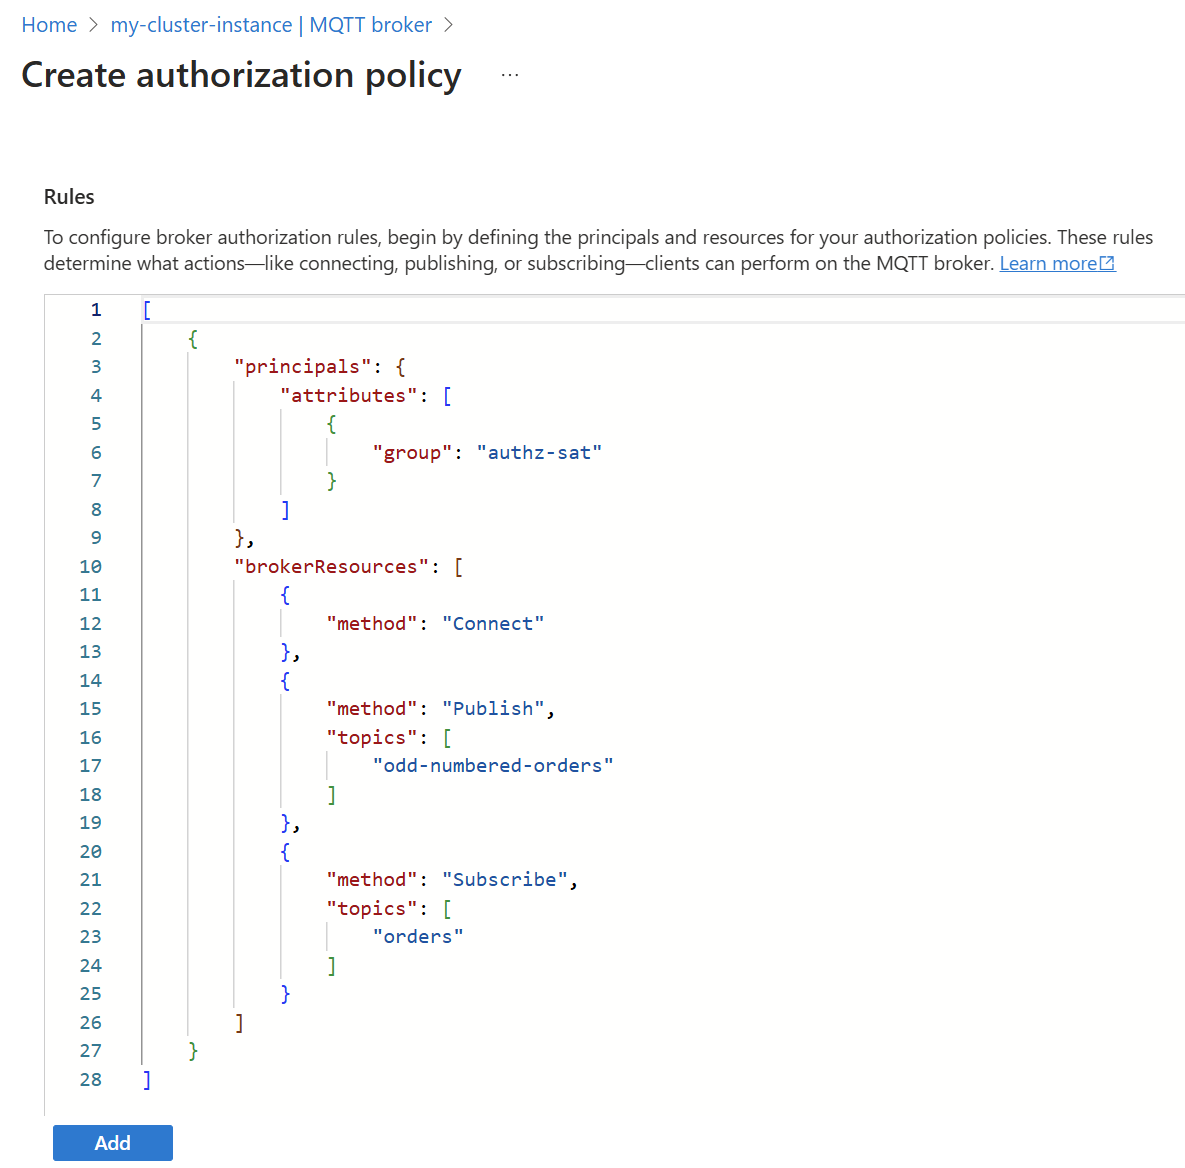 Home > my-cluster-instance | MQTT broker >
Create authorization policy ...
Rules
To configure broker authorization rules, begin by defining the principals and resources for your authorization policies. These rules
determine what actions—like connecting, publishing, or subscribing—clients can perform on the MQTT broker. Learn more
1 [
2     {
3         "principals": {
4             "attributes": [
5                 {
6                     "group": "authz-sat"
7                 }
8             ]
9         },
10         "brokerResources": [
11             {
12                 "method": "Connect"
13             },
14             {
15                 "method": "Publish",
16                 "topics": [
17                     "odd-numbered-orders"
18                 ]
19             },
20             {
21                 "method": "Subscribe",
22                 "topics": [
23                     "orders"
24                 ]
25             }
26         ]
27     }
28 ]
Add